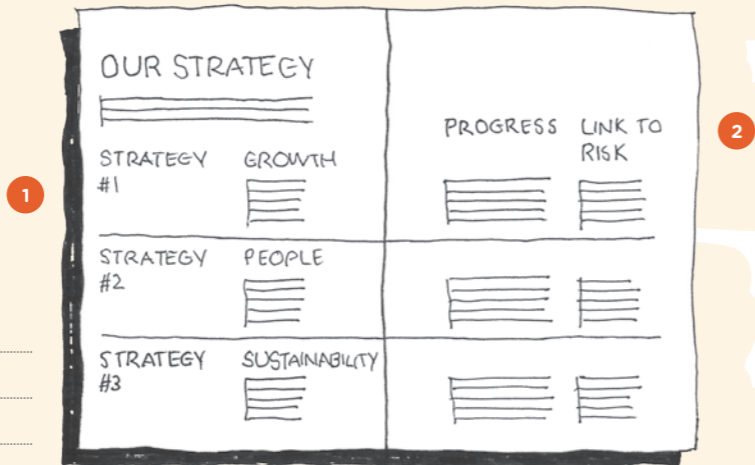 OUR STRATEGY
PROGRESS LINK TO
RISK
2
1
STRATEGY GROWTH
#1
STRATEGY PEOPLE
#2
STRATEGY SUSTAINABILITY
#3